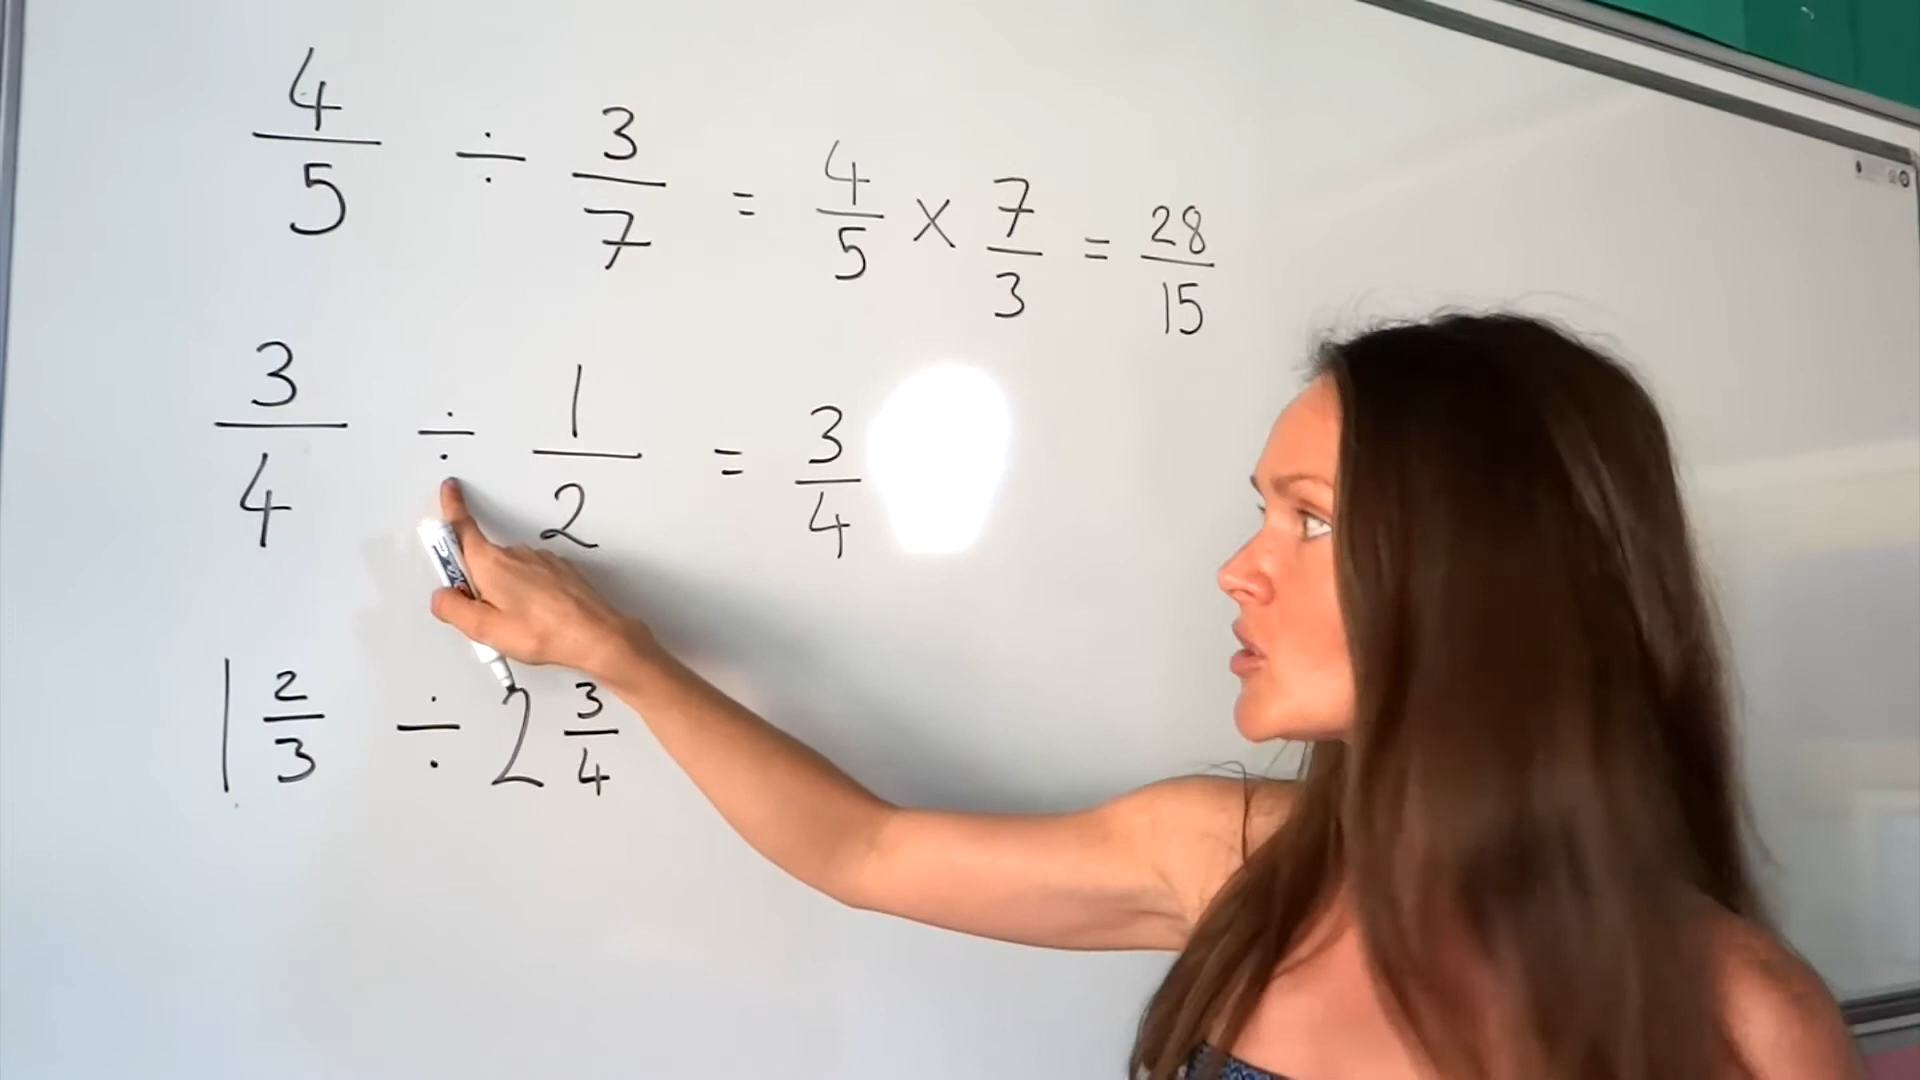 4/5 ÷ 3/7 = 4/5 × 7/3 = 28/15
3/4 ÷ 1/2 = 3/4
1 2/3 ÷ 2 3/4